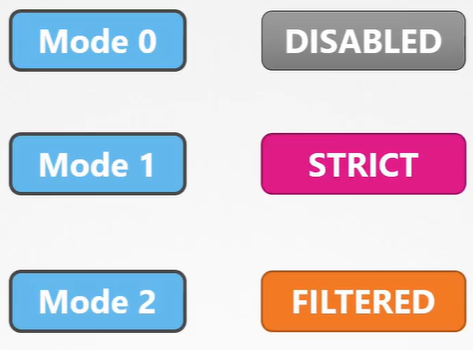 Mode 0 DISABLED
Mode 1 STRICT
Mode 2 FILTERED